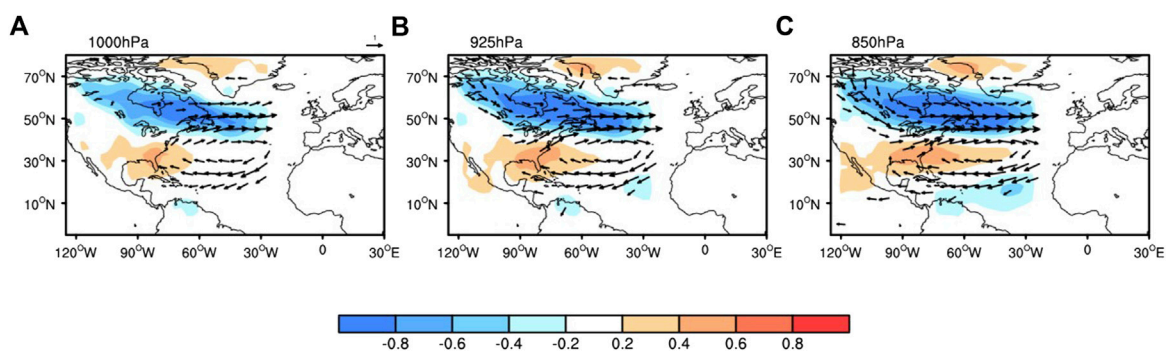 A B C
1000hPa 925hPa 850hPa
1
70°N 70°N 70°N
50°N 50°N 50°N
30°N 30°N 30°N
10°N 10°N 10°N
120°W 90°W 60°W 30°W 0 30°E 120°W 90°W 60°W 30°W 0 30°E 120°W 90°W 60°W 30°W 0 30°E
-0.8 -0.6 -0.4 -0.2 0.2 0.4 0.6 0.8